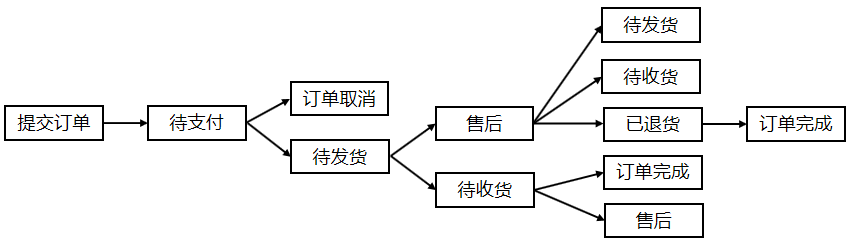 提交订单
待支付
订单取消
待发货
售后
待收货
待发货
待收货
已退货
订单完成
订单完成
售后